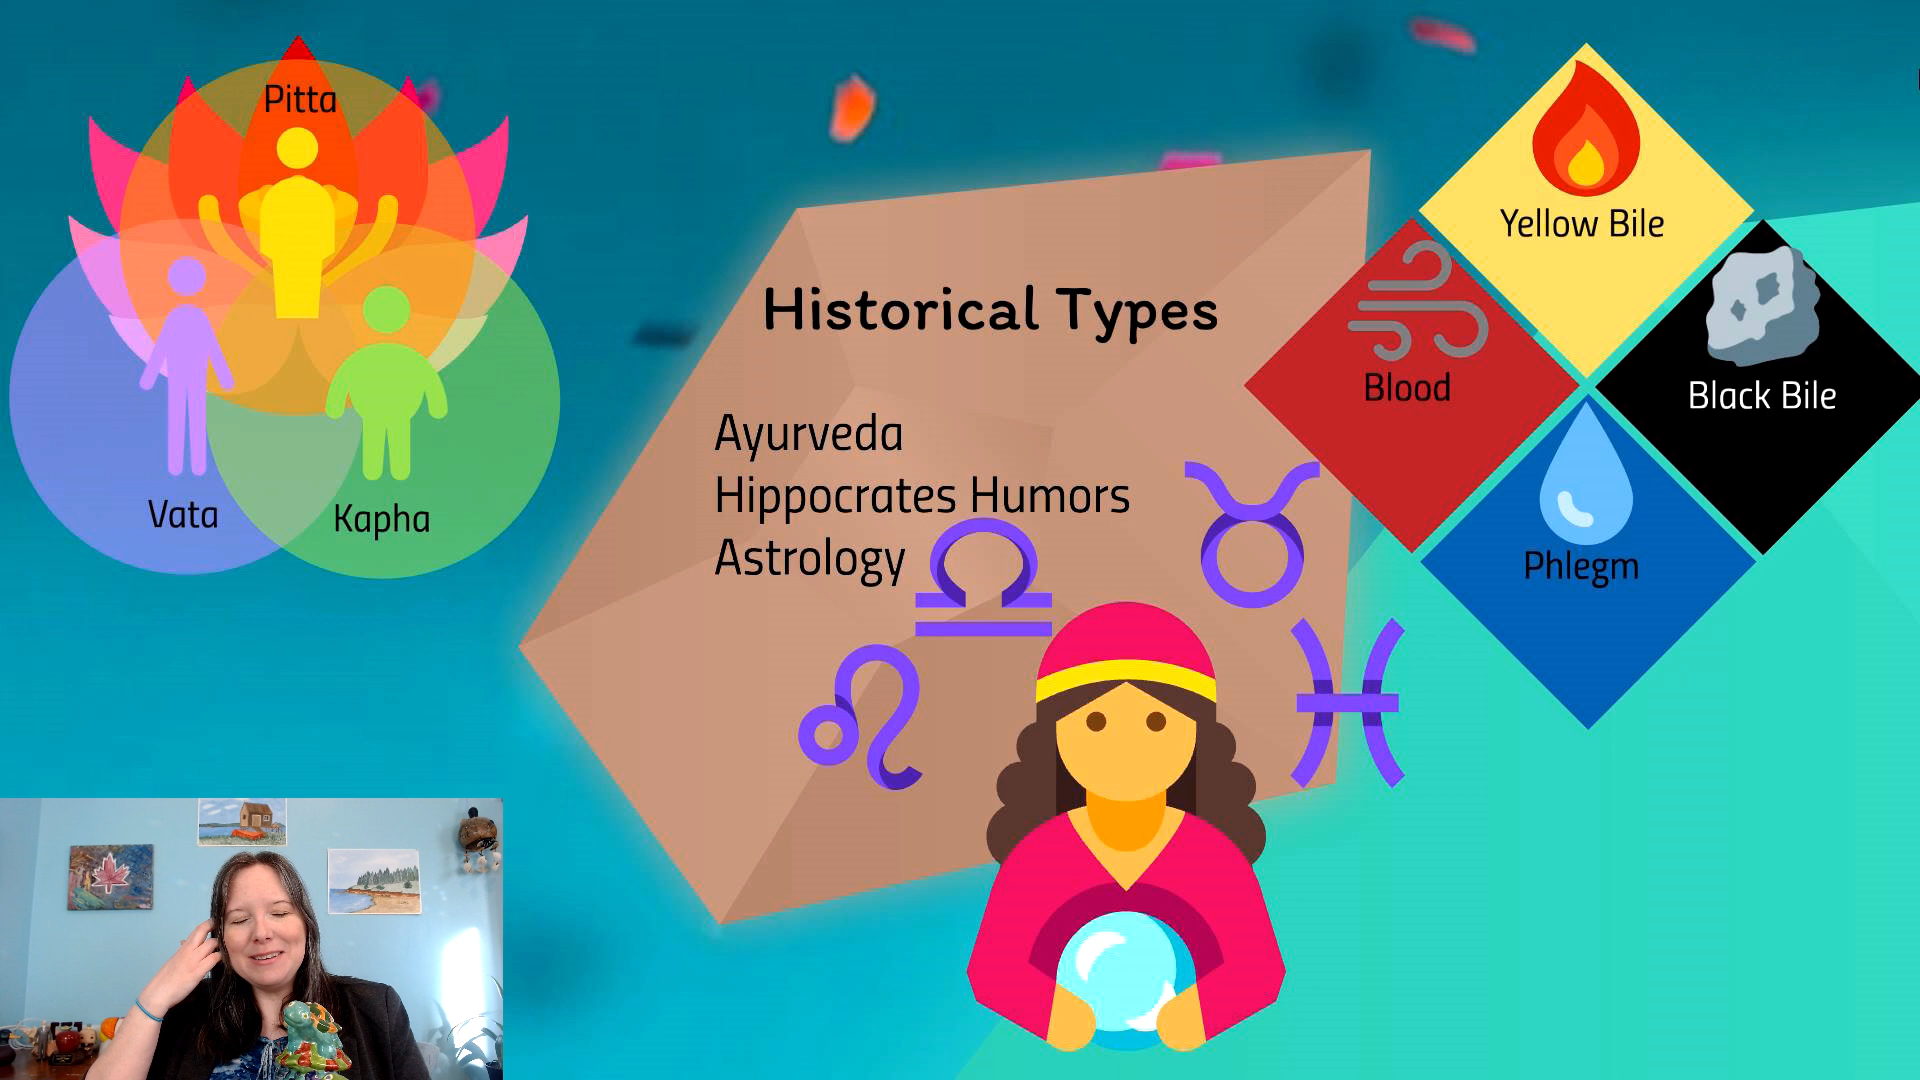 Pitta
Vata
Kapha
Historical Types
Ayurveda
Hippocrates Humors
Astrology
Yellow Bile
Blood
Black Bile
Phlegm